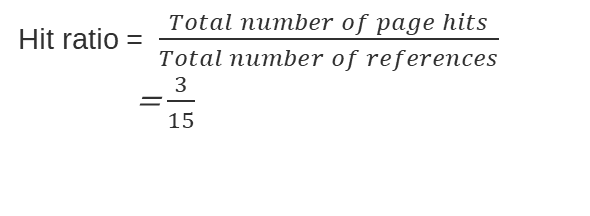 Hit ratio = Total number of page hits / Total number of references
= 3 / 15